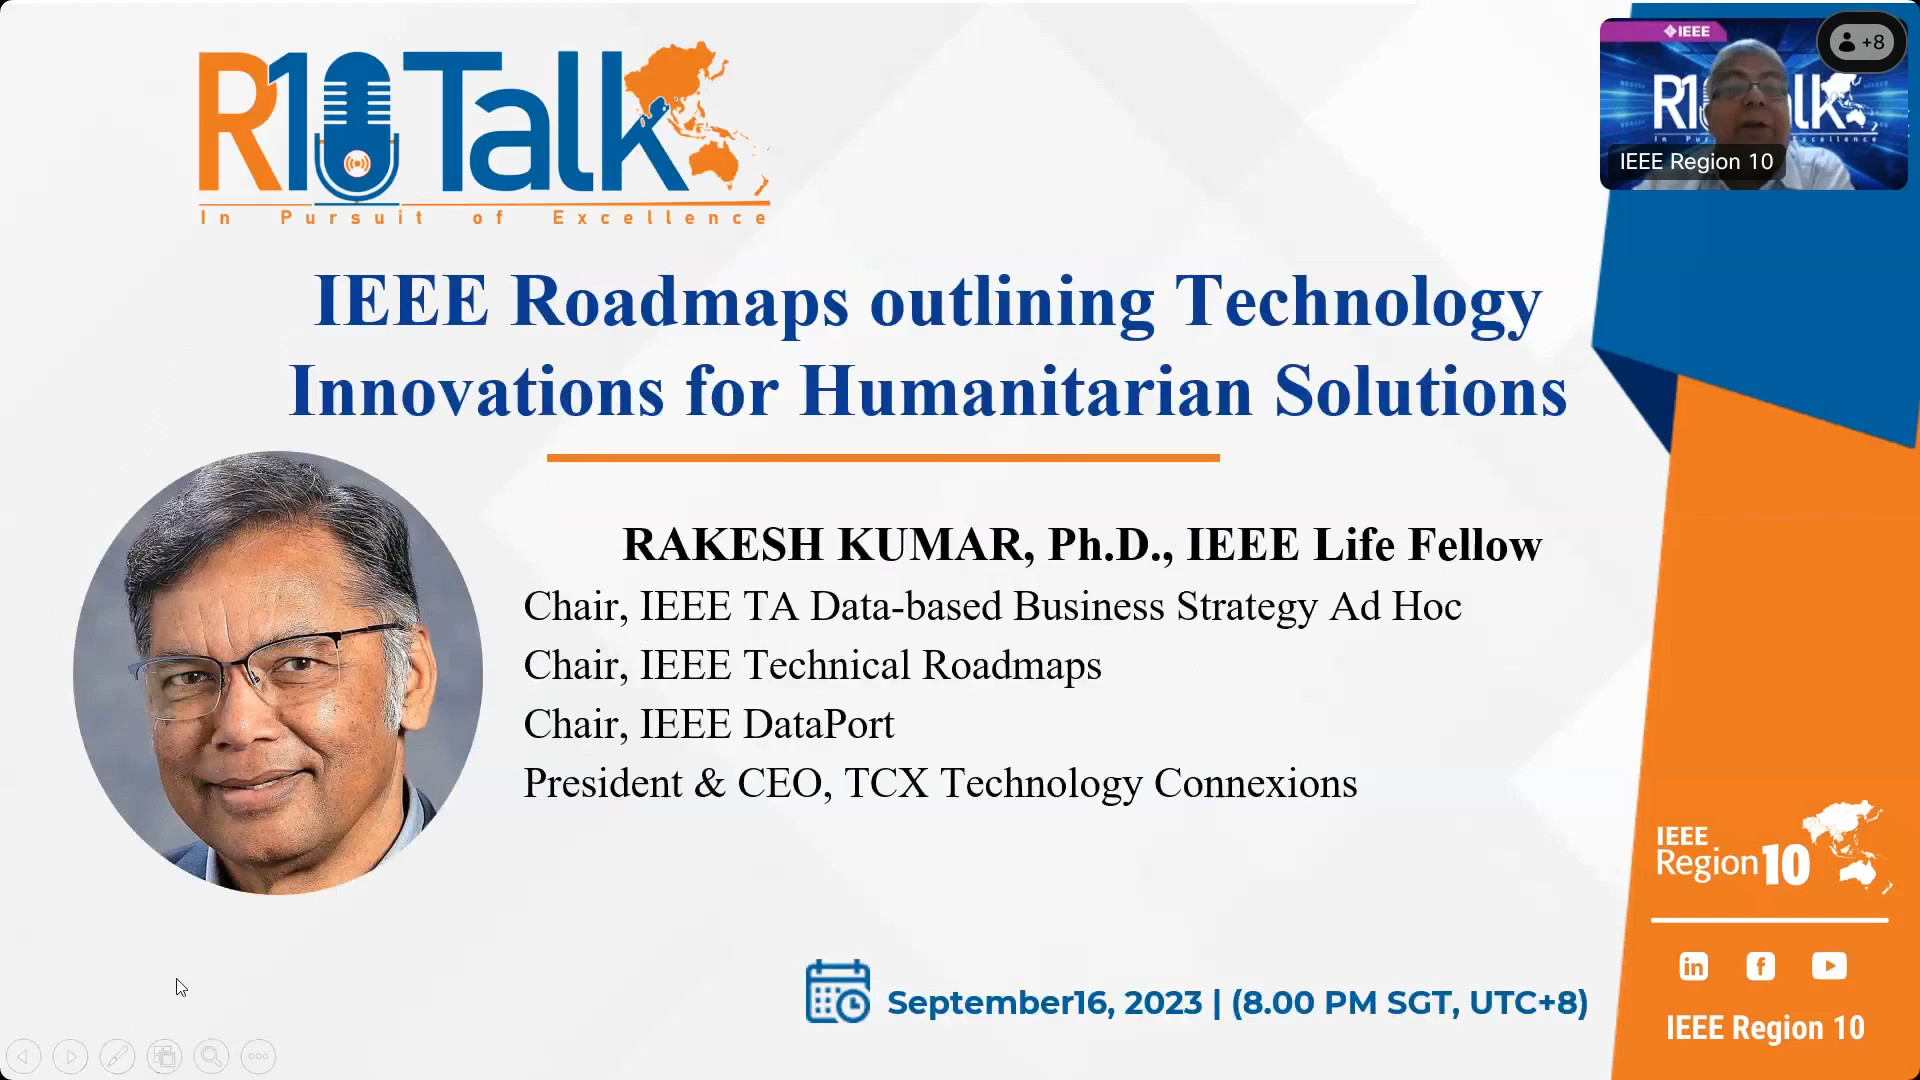 R10 Talk
In Pursuit of Excellence
IEEE
+8
IEEE Region 10
IEEE Roadmaps outlining Technology
Innovations for Humanitarian Solutions
RAKESH KUMAR, Ph.D., IEEE Life Fellow
Chair, IEEE TA Data-based Business Strategy Ad Hoc
Chair, IEEE Technical Roadmaps
Chair, IEEE DataPort
President & CEO, TCX Technology Connexions
September16, 2023 | (8.00 PM SGT, UTC+8)
IEEE
Region 10
in f
IEEE Region 10